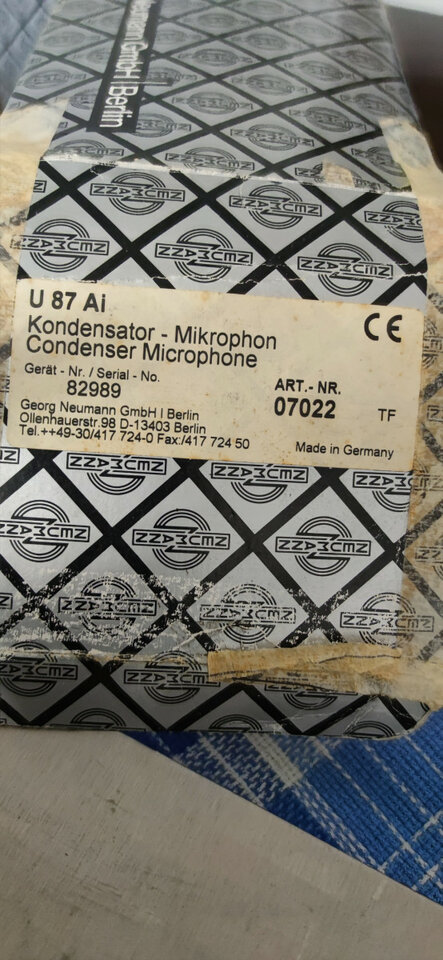 Neumann GmbH | Berlin
U 87 Ai
CE
Kondensator - Mikrophon
Condenser Microphone
Gerät - Nr. / Serial - No.
82989
ART.- NR.
07022 TF
Georg Neumann GmbH | Berlin
Ollenhauerstr.98 D-13403 Berlin
Tel.++49-30/417 724-0 Fax:/417 724 50
Made in Germany
NEUMANN